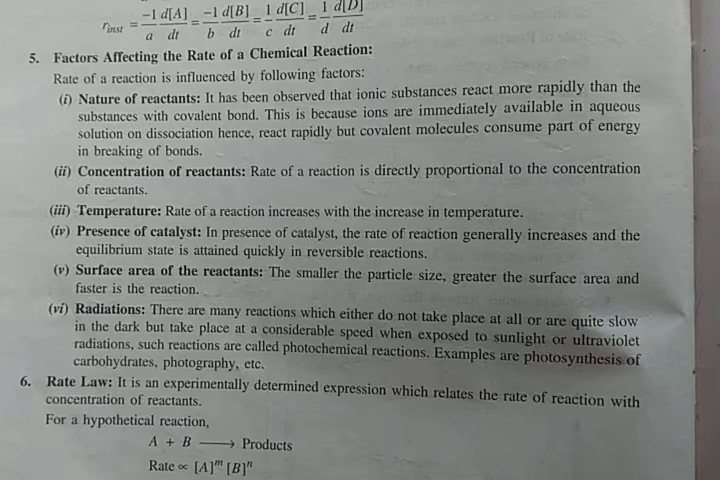 r_inst = −1/a d[A]/dt = −1/b d[B]/dt = 1/c d[C]/dt = 1/d d[D]/dt
5. Factors Affecting the Rate of a Chemical Reaction:
Rate of a reaction is influenced by following factors:
(i) Nature of reactants: It has been observed that ionic substances react more rapidly than the
substances with covalent bond. This is because ions are immediately available in aqueous
solution on dissociation hence, react rapidly but covalent molecules consume part of energy
in breaking of bonds.
(ii) Concentration of reactants: Rate of a reaction is directly proportional to the concentration
of reactants.
(iii) Temperature: Rate of a reaction increases with the increase in temperature.
(iv) Presence of catalyst: In presence of catalyst, the rate of reaction generally increases and the
equilibrium state is attained quickly in reversible reactions.
(v) Surface area of the reactants: The smaller the particle size, greater the surface area and
faster is the reaction.
(vi) Radiations: There are many reactions which either do not take place at all or are quite slow
in the dark but take place at a considerable speed when exposed to sunlight or ultraviolet
radiations, such reactions are called photochemical reactions. Examples are photosynthesis of
carbohydrates, photography, etc.
6. Rate Law: It is an experimentally determined expression which relates the rate of reaction with
concentration of reactants.
For a hypothetical reaction,
A + B ⟶ Products
Rate ∝ [A]^m [B]^n